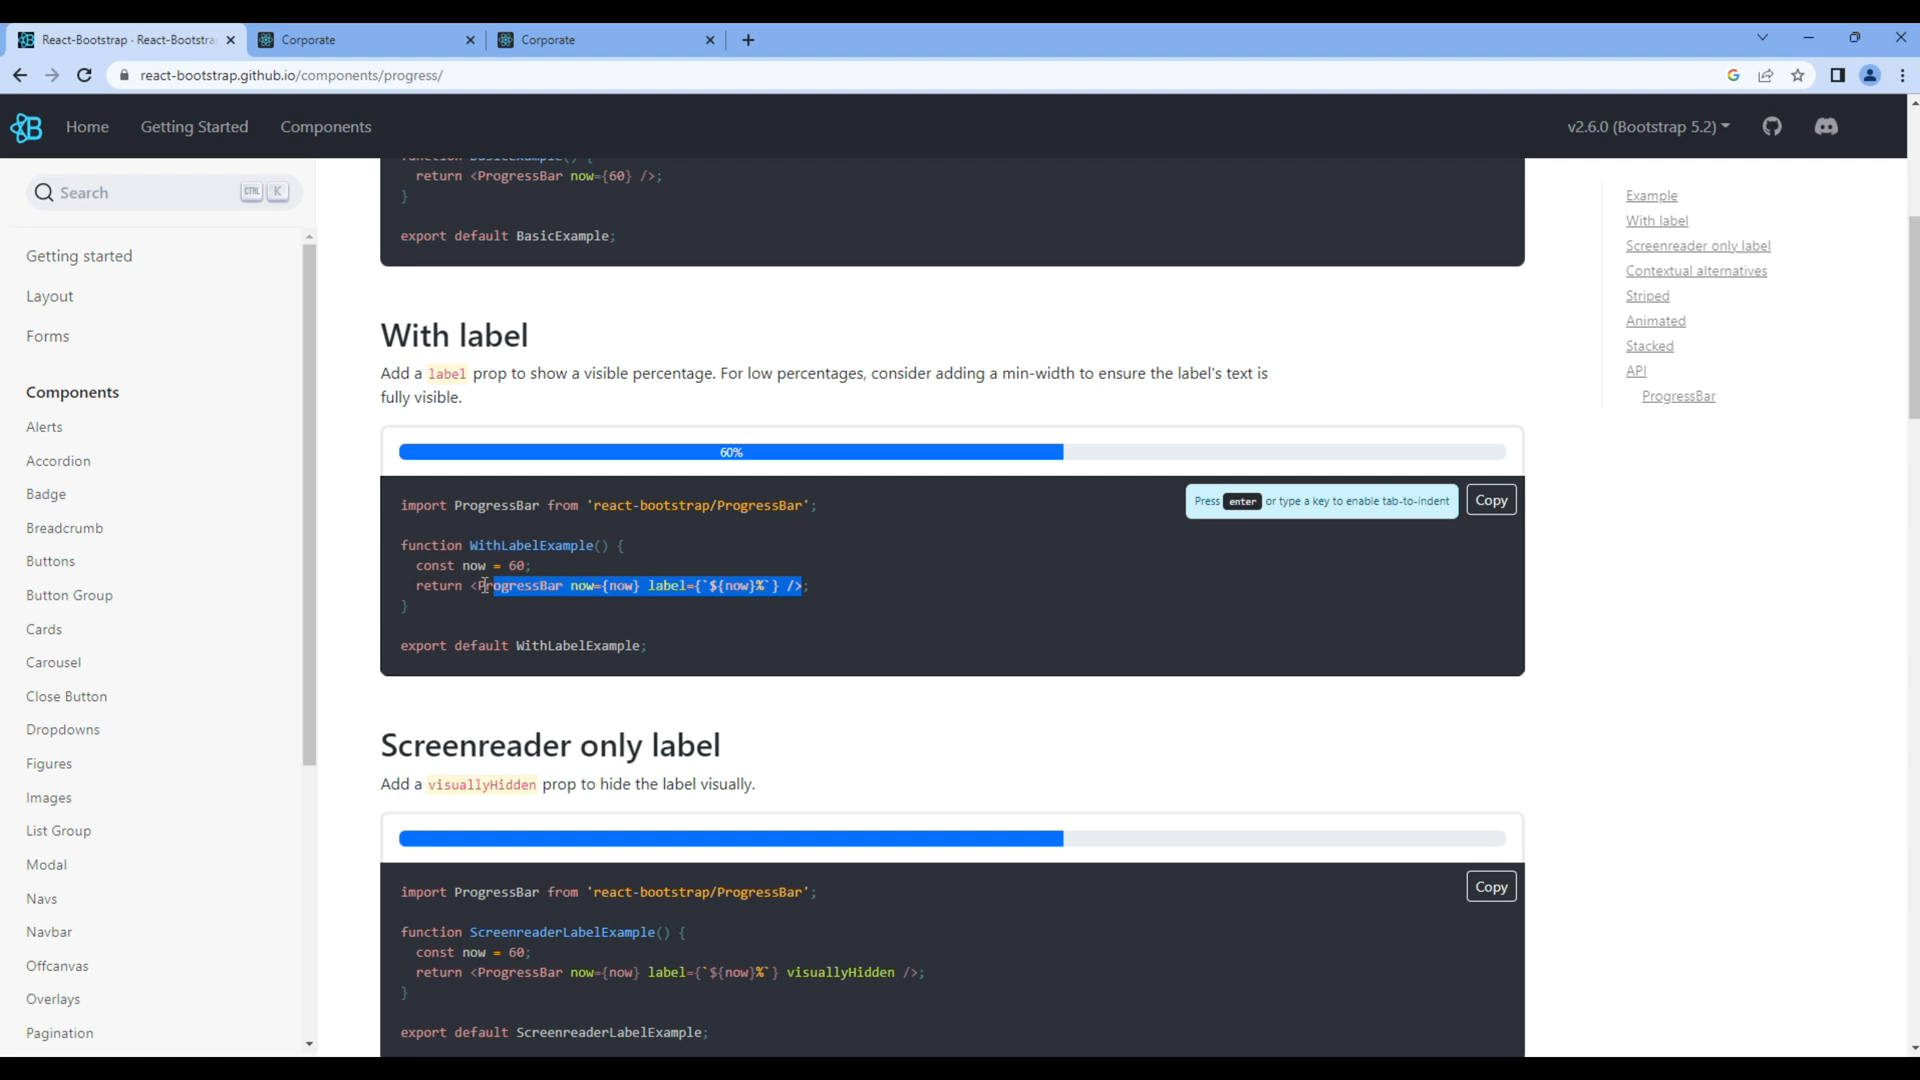 React-Bootstrap · React-Bootstra
Corporate
Corporate
react-bootstrap.github.io/components/progress/
Home
Getting Started
Components
v2.6.0 (Bootstrap 5.2)
Search
CTRL K
Getting started
Layout
Forms
Components
Alerts
Accordion
Badge
Breadcrumb
Buttons
Button Group
Cards
Carousel
Close Button
Dropdowns
Figures
Images
List Group
Modal
Navs
Navbar
Offcanvas
Overlays
Pagination
return <ProgressBar now={60} />;
}
export default BasicExample;
With label
Add a label prop to show a visible percentage. For low percentages, consider adding a min-width to ensure the label's text is
fully visible.
60%
import ProgressBar from 'react-bootstrap/ProgressBar';
Press enter or type a key to enable tab-to-indent
Copy
function WithLabelExample() {
const now = 60;
return <ProgressBar now={now} label={`${now}%`} />;
}
export default WithLabelExample;
Screenreader only label
Add a visuallyHidden prop to hide the label visually.
import ProgressBar from 'react-bootstrap/ProgressBar';
Copy
function ScreenreaderLabelExample() {
const now = 60;
return <ProgressBar now={now} label={`${now}%`} visuallyHidden />;
}
export default ScreenreaderLabelExample;
Example
With label
Screenreader only label
Contextual alternatives
Striped
Animated
Stacked
API
ProgressBar